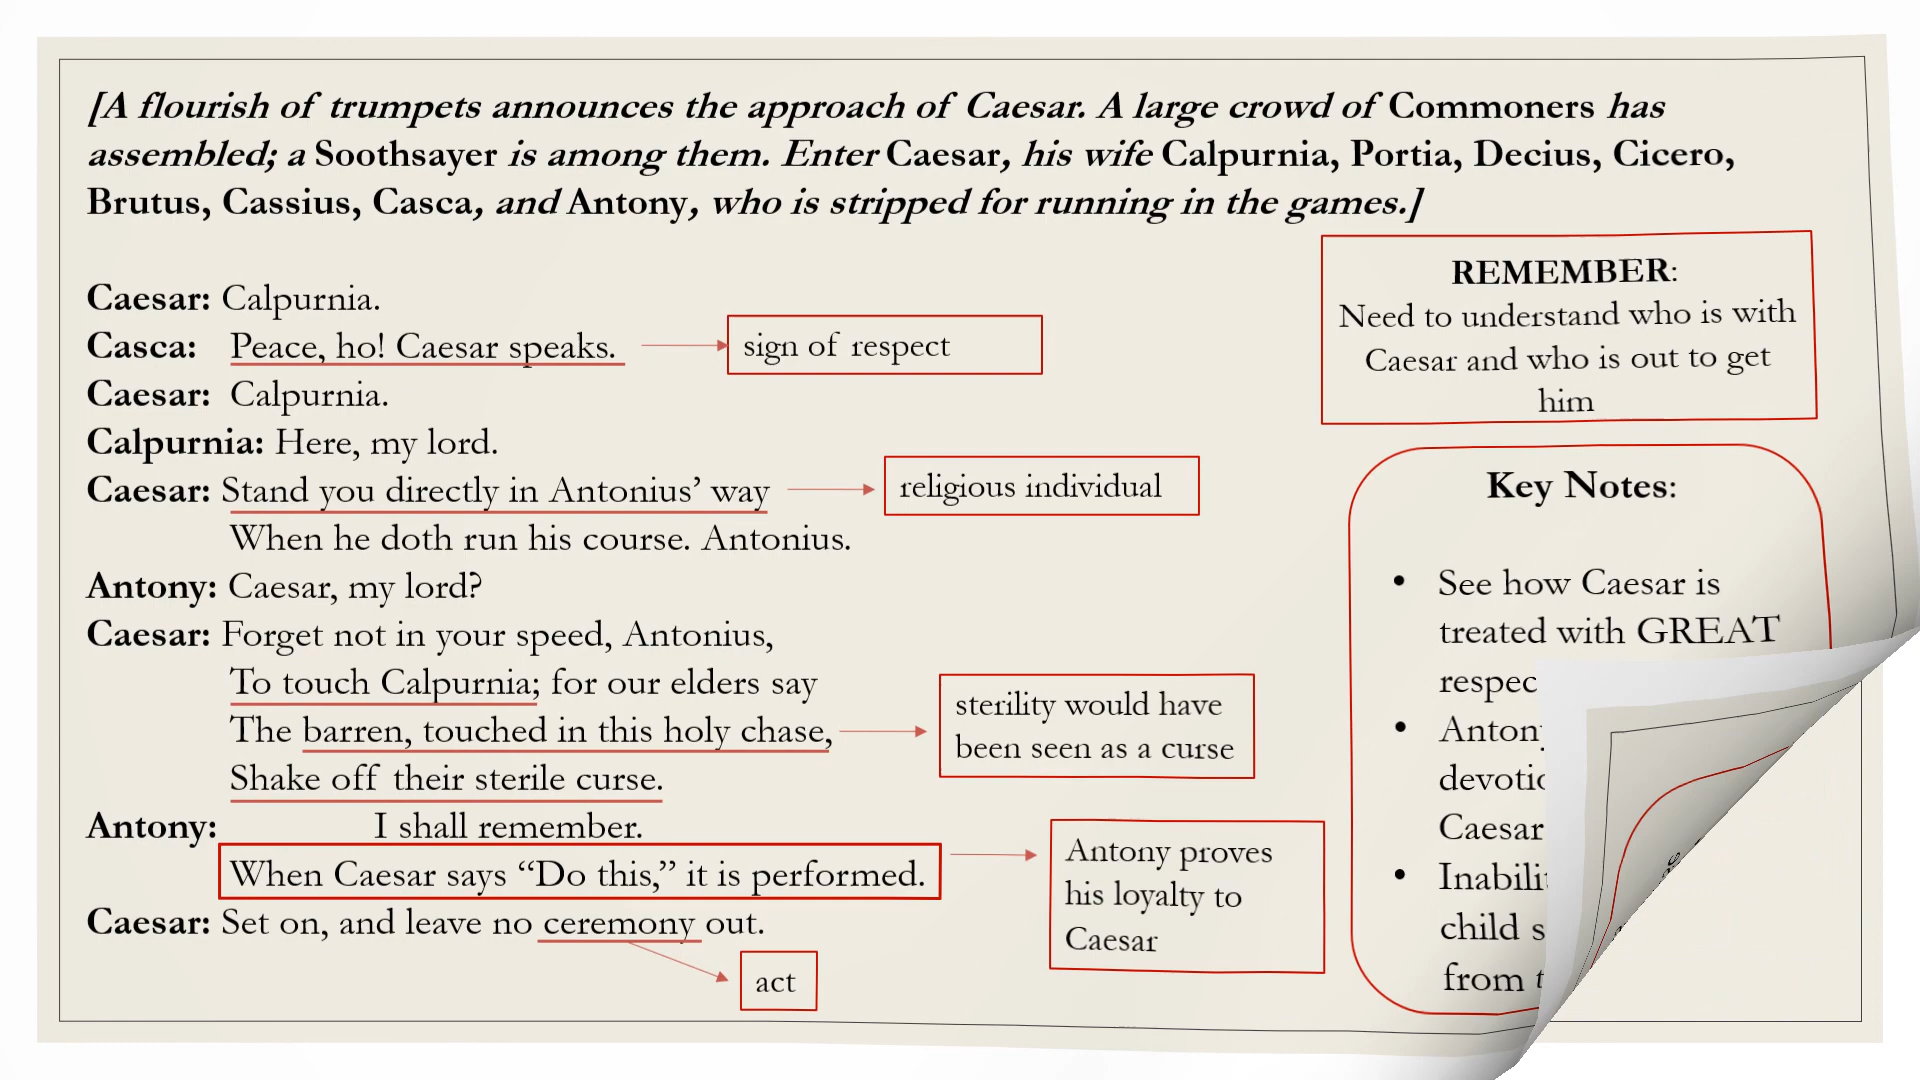 [A flourish of trumpets announces the approach of Caesar. A large crowd of Commoners has
assembled; a Soothsayer is among them. Enter Caesar, his wife Calpurnia, Portia, Decius, Cicero,
Brutus, Cassius, Casca, and Antony, who is stripped for running in the games.]
Caesar: Calpurnia.
Casca: Peace, ho! Caesar speaks.
sign of respect
Caesar: Calpurnia.
Calpurnia: Here, my lord.
Caesar: Stand you directly in Antonius’ way
religious individual
When he doth run his course. Antonius.
Antony: Caesar, my lord?
Caesar: Forget not in your speed, Antonius,
To touch Calpurnia; for our elders say
The barren, touched in this holy chase,
Shake off their sterile curse.
sterility would have
been seen as a curse
Antony: I shall remember.
When Caesar says “Do this,” it is performed.
Antony proves
his loyalty to
Caesar
Caesar: Set on, and leave no ceremony out.
act
REMEMBER:
Need to understand who is with
Caesar and who is out to get
him
Key Notes:
• See how Caesar is
treated with GREAT
•
Caesar
•
child
from